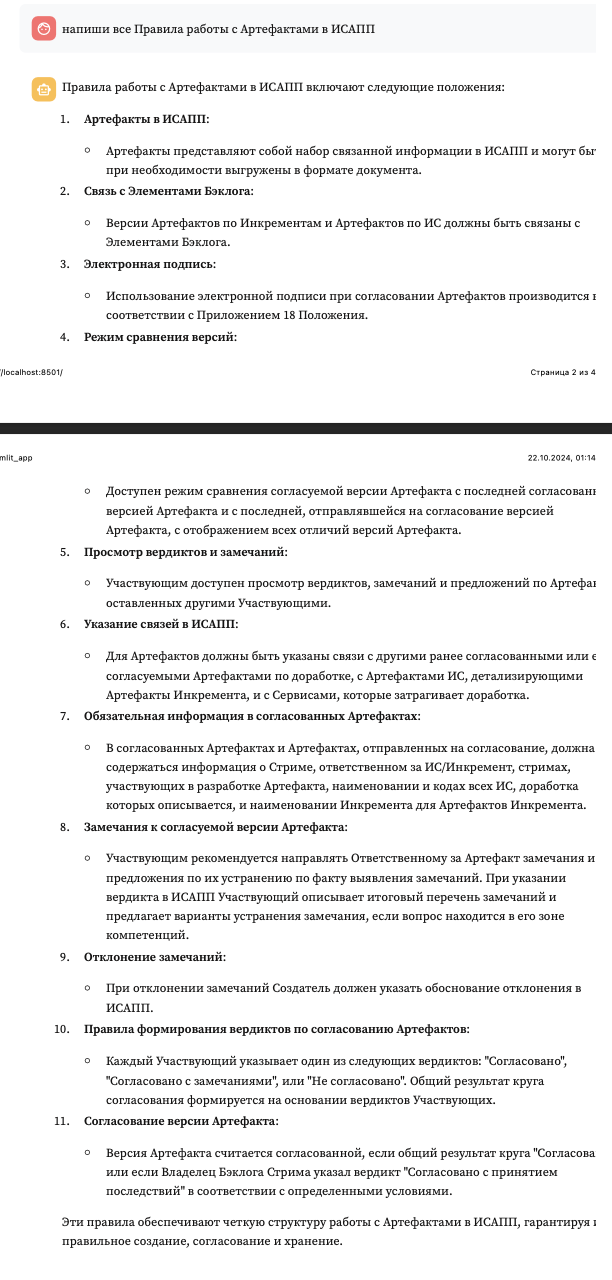 напиши все Правила работы с Артефактами в ИСАПП
Правила работы с Артефактами в ИСАПП включают следующие положения:
1. Артефакты в ИСАПП:
Артефакты представляют собой набор связанной информации в ИСАПП и могут
при необходимости выгружены в формате документа.
2. Связь с Элементами Бэклога:
Версии Артефактов по Инкрементам и Артефактов по ИС должны быть связаны с
Элементами Бэклога.
3. Электронная подпись:
Использование электронной подписи при согласовании Артефактов производится
соответствии с Приложением 18 Положения.
4. Режим сравнения версий:
/localhost:8501/
Страница 2 из 4
mlit_app
22.10.2024, 01:14
Доступен режим сравнения согласуемой версии Артефакта с последней
версией Артефакта и с последней, отправлявшейся на согласование версией
Артефакта, с отображением всех отличий версий Артефакта.
5. Просмотр вердиктов и замечаний:
Участвующим доступен просмотр вердиктов, замечаний и предложений по
оставленных другими Участвующими.
6. Указание связей в ИСАПП:
Для Артефактов должны быть указаны связи с другими ранее согласованными или
согласуемыми Артефактами по доработке, с Артефактами ИС, детализирующими
Артефакты Инкремента, и с Сервисами, которые затрагивает доработка.
7. Обязательная информация в согласованных Артефактах:
В согласованных Артефактах и Артефактах, отправленных на согласование, должна
содержаться информация о Стриме, ответственном за ИС/Инкремент, стримах,
участвующих в разработке Артефакта, наименовании и кодах всех ИС, доработка
которых описывается, и наименовании Инкремента для Артефактов Инкремента.
8. Замечания к согласуемой версии Артефакта:
Участвующим рекомендуется направлять Ответственному за Артефакт замечания и
предложения по их устранению по факту выявления замечаний. При указании
вердикта в ИСАПП Участвующий описывает итоговый перечень замечаний и
предлагает варианты устранения замечания, если вопрос находится в его зоне
компетенций.
9. Отклонение замечаний:
При отклонении замечаний Создатель должен указать обоснование отклонения в
ИСАПП.
10. Правила формирования вердиктов по согласованию Артефактов:
Каждый Участвующий указывает один из следующих вердиктов: "Согласовано",
"Согласовано с замечаниями", или "Не согласовано". Общий результат круга
согласования формируется на основании вердиктов Участвующих.
11. Согласование версии Артефакта:
Версия Артефакта считается согласованной, если общий результат круга "Согласова
или если Владелец Бэклога Стрима указал вердикт "Согласовано с принятием
последствий" в соответствии с определенными условиями.
Эти правила обеспечивают четкую структуру работы с Артефактами в ИСАПП, гарантируя
правильное создание, согласование и хранение.